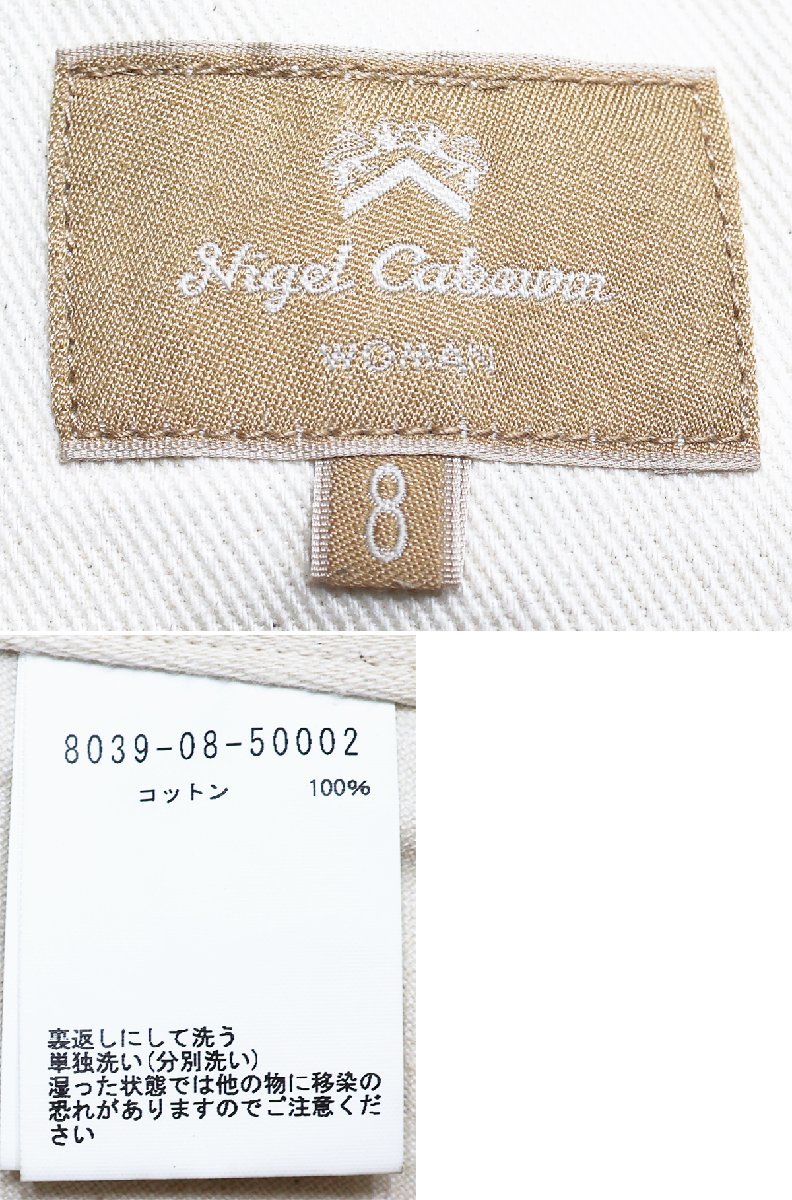 Nigel Cabourn
WOMAN
8
8039-08-50002
コットン 100%
裏返しにして洗う
単独洗い(分別洗い)
湿った状態では他の物に移染の
恐れがありますのでご注意くだ
さい